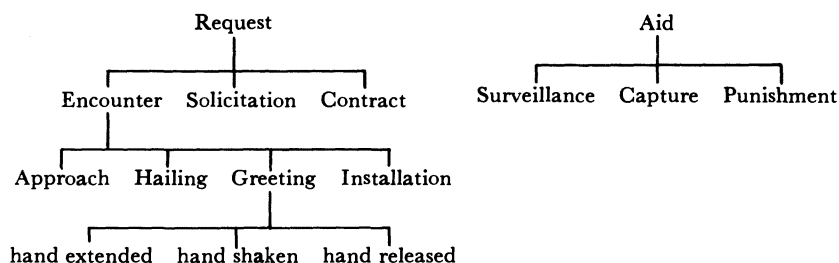 Request Aid
Encounter Solicitation Contract Surveillance Capture Punishment
Approach Hailing Greeting Installation
hand extended hand shaken hand released